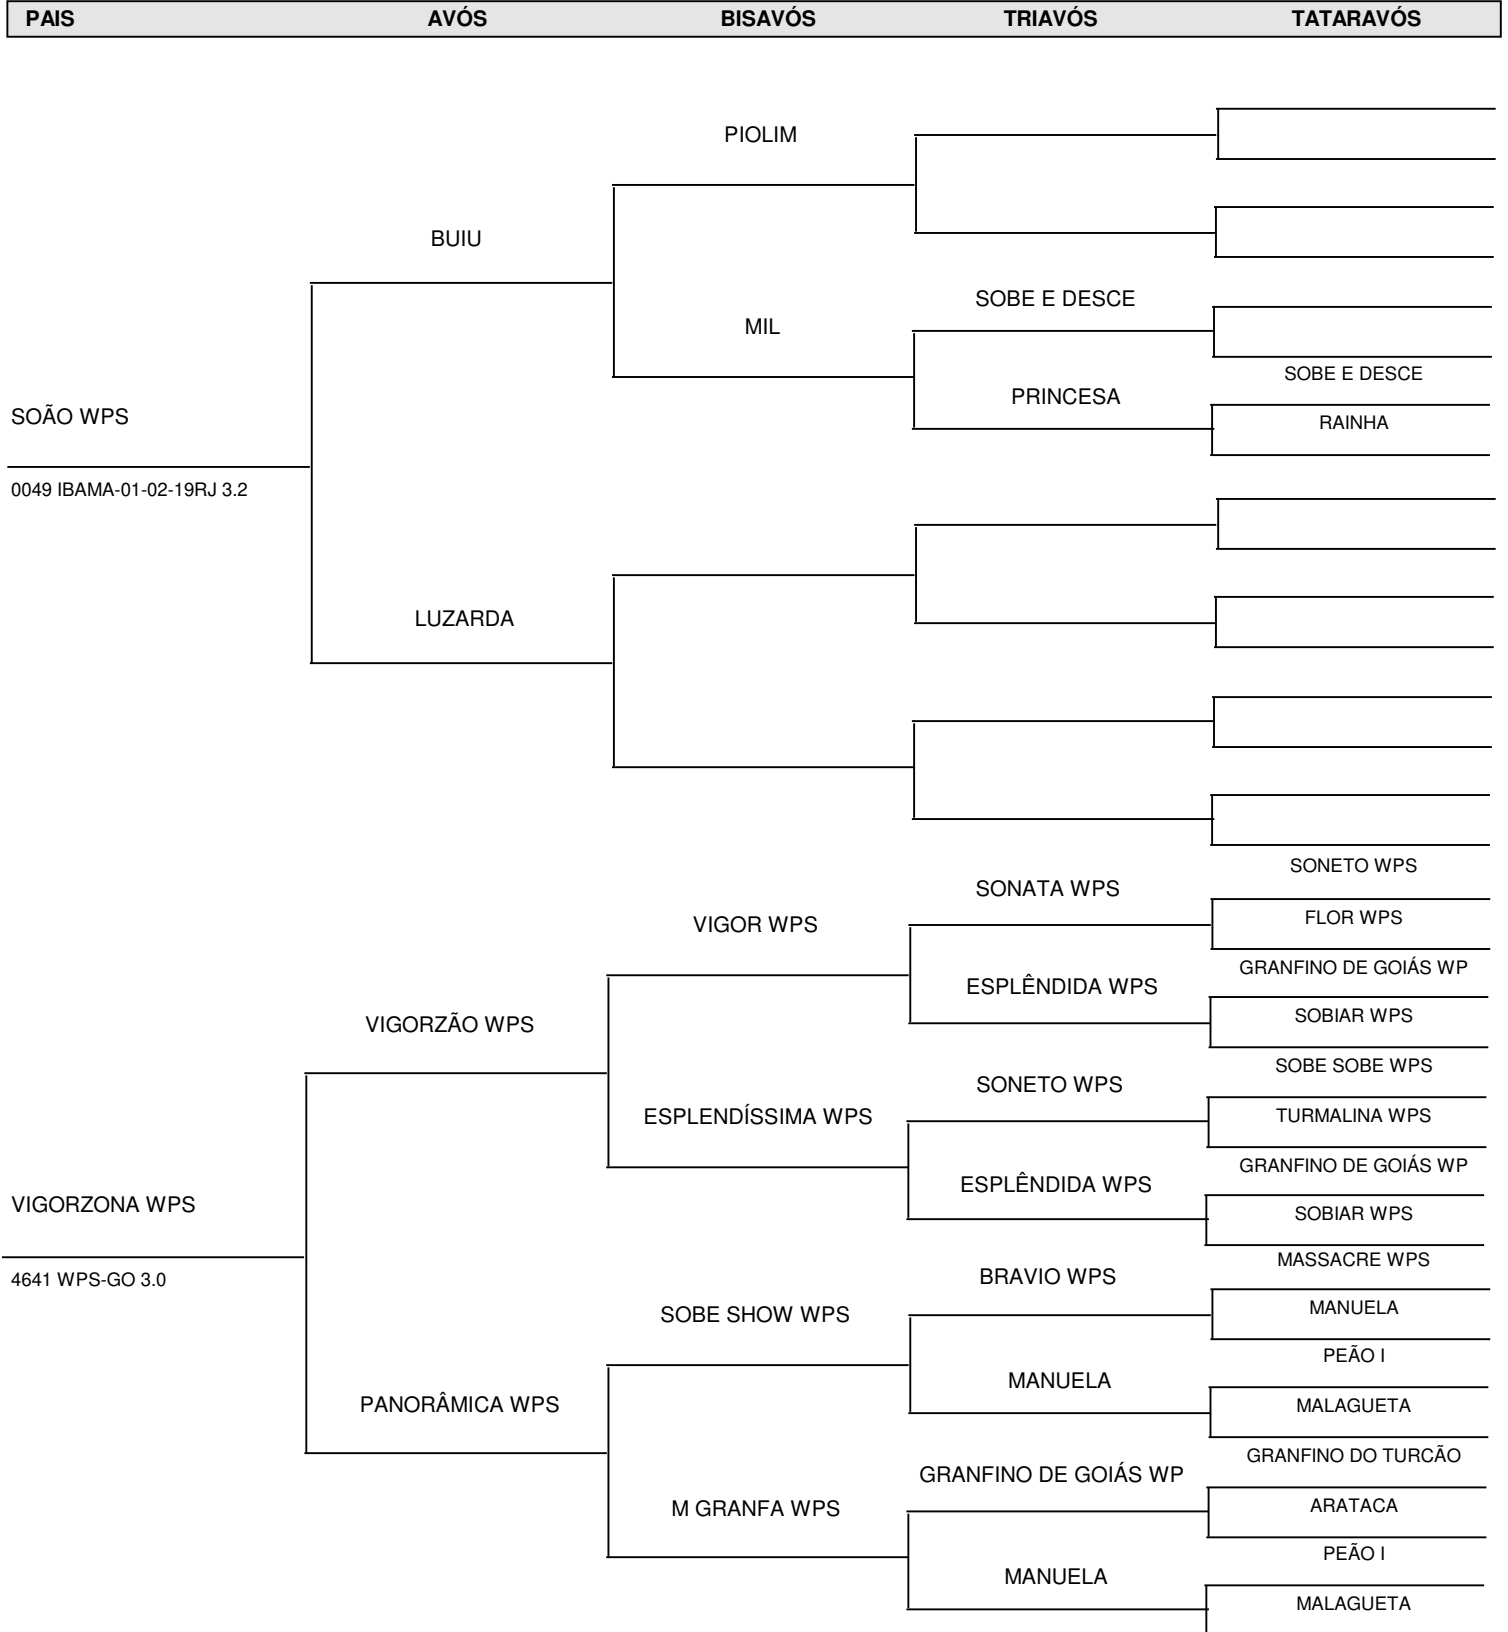 PAIS AVÓS BISAVÓS TRIAVÓS TATARAVÓS
PIOLIM
BUIU
SOBE E DESCE
MIL
SOBE E DESCE
PRINCESA
SOÃO WPS
RAINHA
0049 IBAMA-01-02-19RJ 3.2
LUZARDA
SONETO WPS
SONATA WPS
VIGOR WPS
FLOR WPS
GRANFINO DE GOIÁS WP
ESPLÊNDIDA WPS
VIGORZÃO WPS
SOBIAR WPS
SOBE SOBE WPS
SONETO WPS
ESPLENDÍSSIMA WPS
TURMALINA WPS
GRANFINO DE GOIÁS WP
ESPLÊNDIDA WPS
VIGORZONA WPS
SOBIAR WPS
MASSACRE WPS
4641 WPS-GO 3.0
BRAVIO WPS
SOBE SHOW WPS
MANUELA
PEÃO I
MANUELA
PANORÂMICA WPS
MALAGUETA
GRANFINO DO TURCÃO
GRANFINO DE GOIÁS WP
M GRANFA WPS
ARATACA
PEÃO I
MANUELA
MALAGUETA